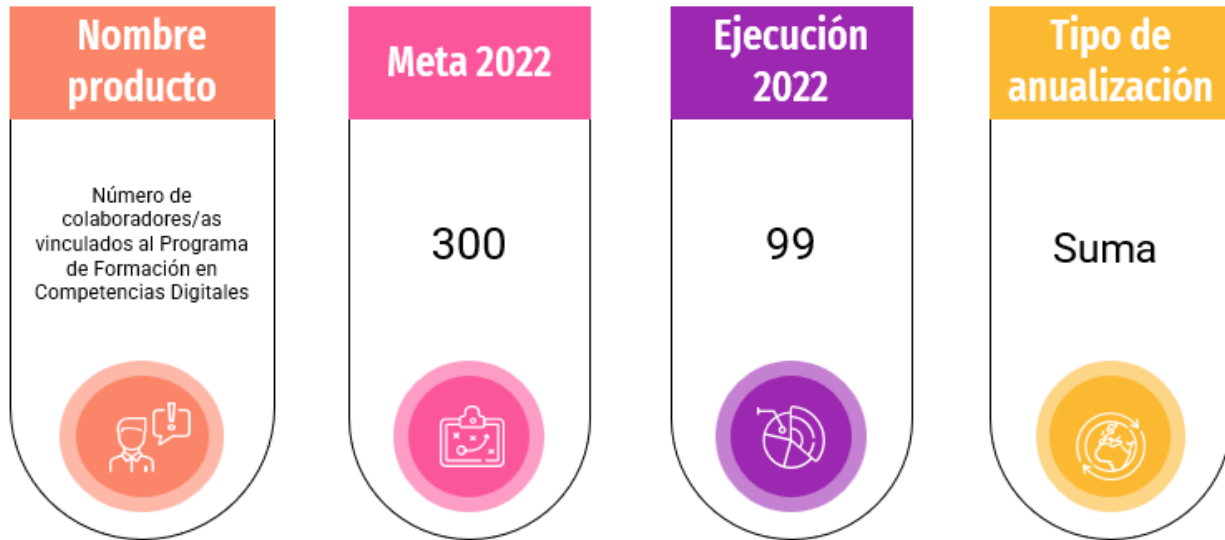 Nombre
producto
Número de
colaboradores/as
vinculados al Programa
de Formación en
Competencias Digitales
Meta 2022
300
Ejecución
2022
99
Tipo de
anualización
Suma